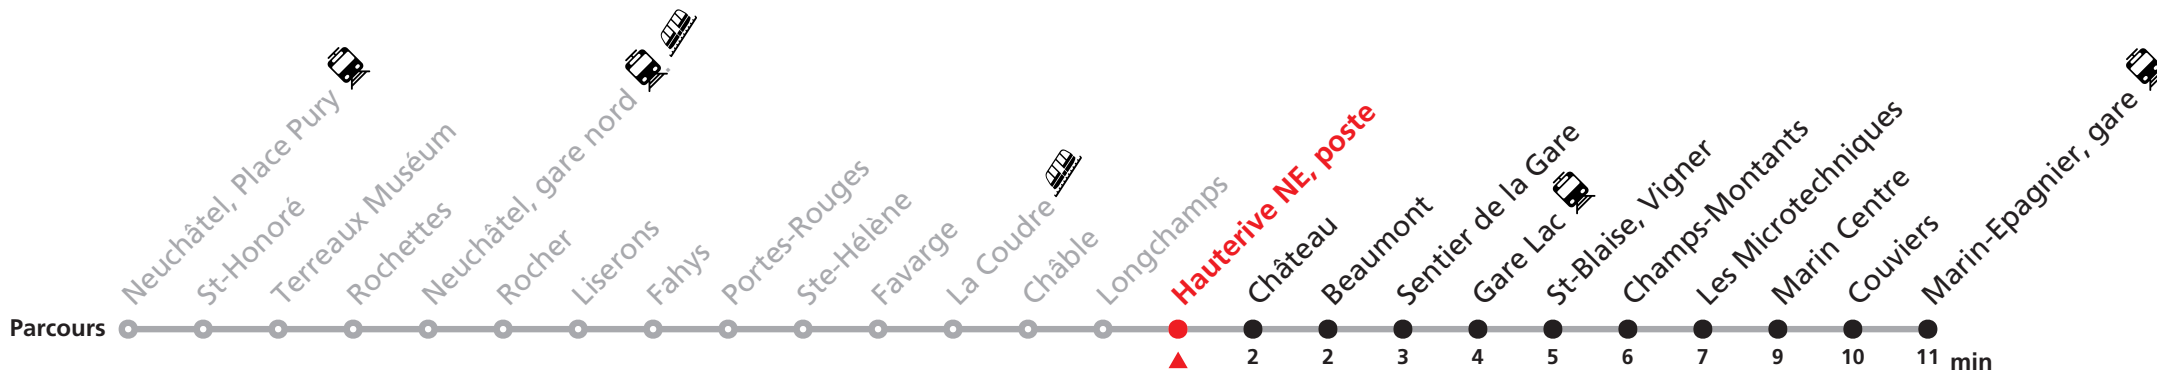 Neuchâtel, Place Pury
St-Honoré
Terreaux Muséum
Rochettes
Neuchâtel, gare nord
Rocher
Liserons
Fahys
Portes-Rouges
Ste-Hélène
Favarge
La Coudre
Châble
Longchamps
Hauterive NE, poste
Château
Beaumont
Sentier de la Gare
Gare Lac
St-Blaise, Vigner
Champs-Montants
Les Microtechniques
Marin Centre
Couviers
Marin-Epagnier, gare
Parcours
2 2 3 4 5 6 7 9 10 11 min